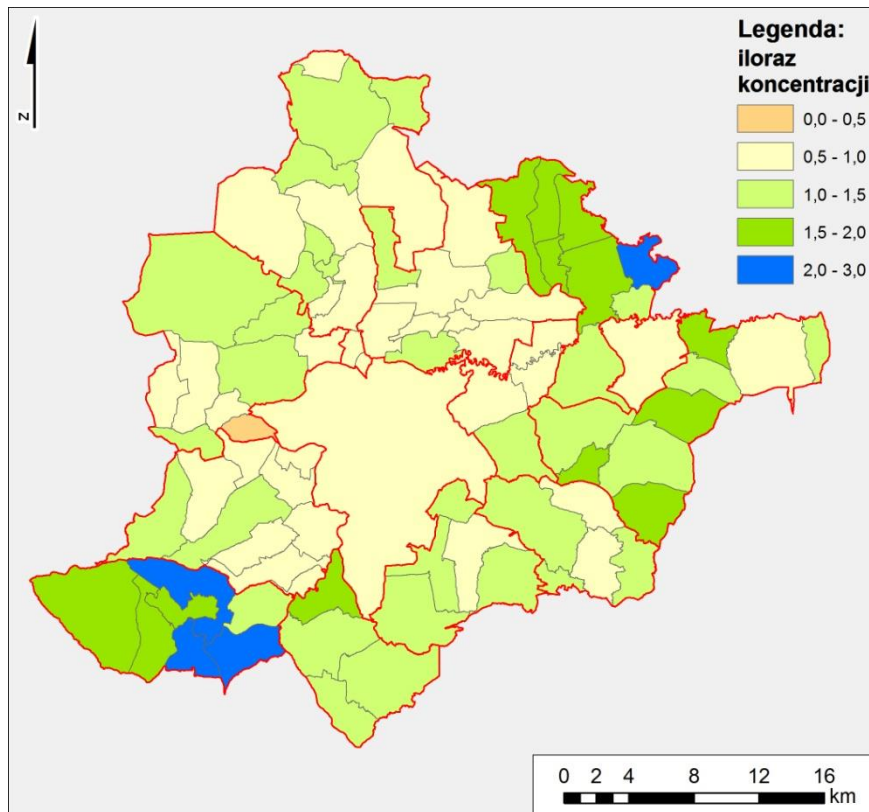 Legenda:
iloraz
koncentracji
0,0 - 0,5
0,5 - 1,0
1,0 - 1,5
1,5 - 2,0
2,0 - 3,0
N
0 2 4 8 12 16
km